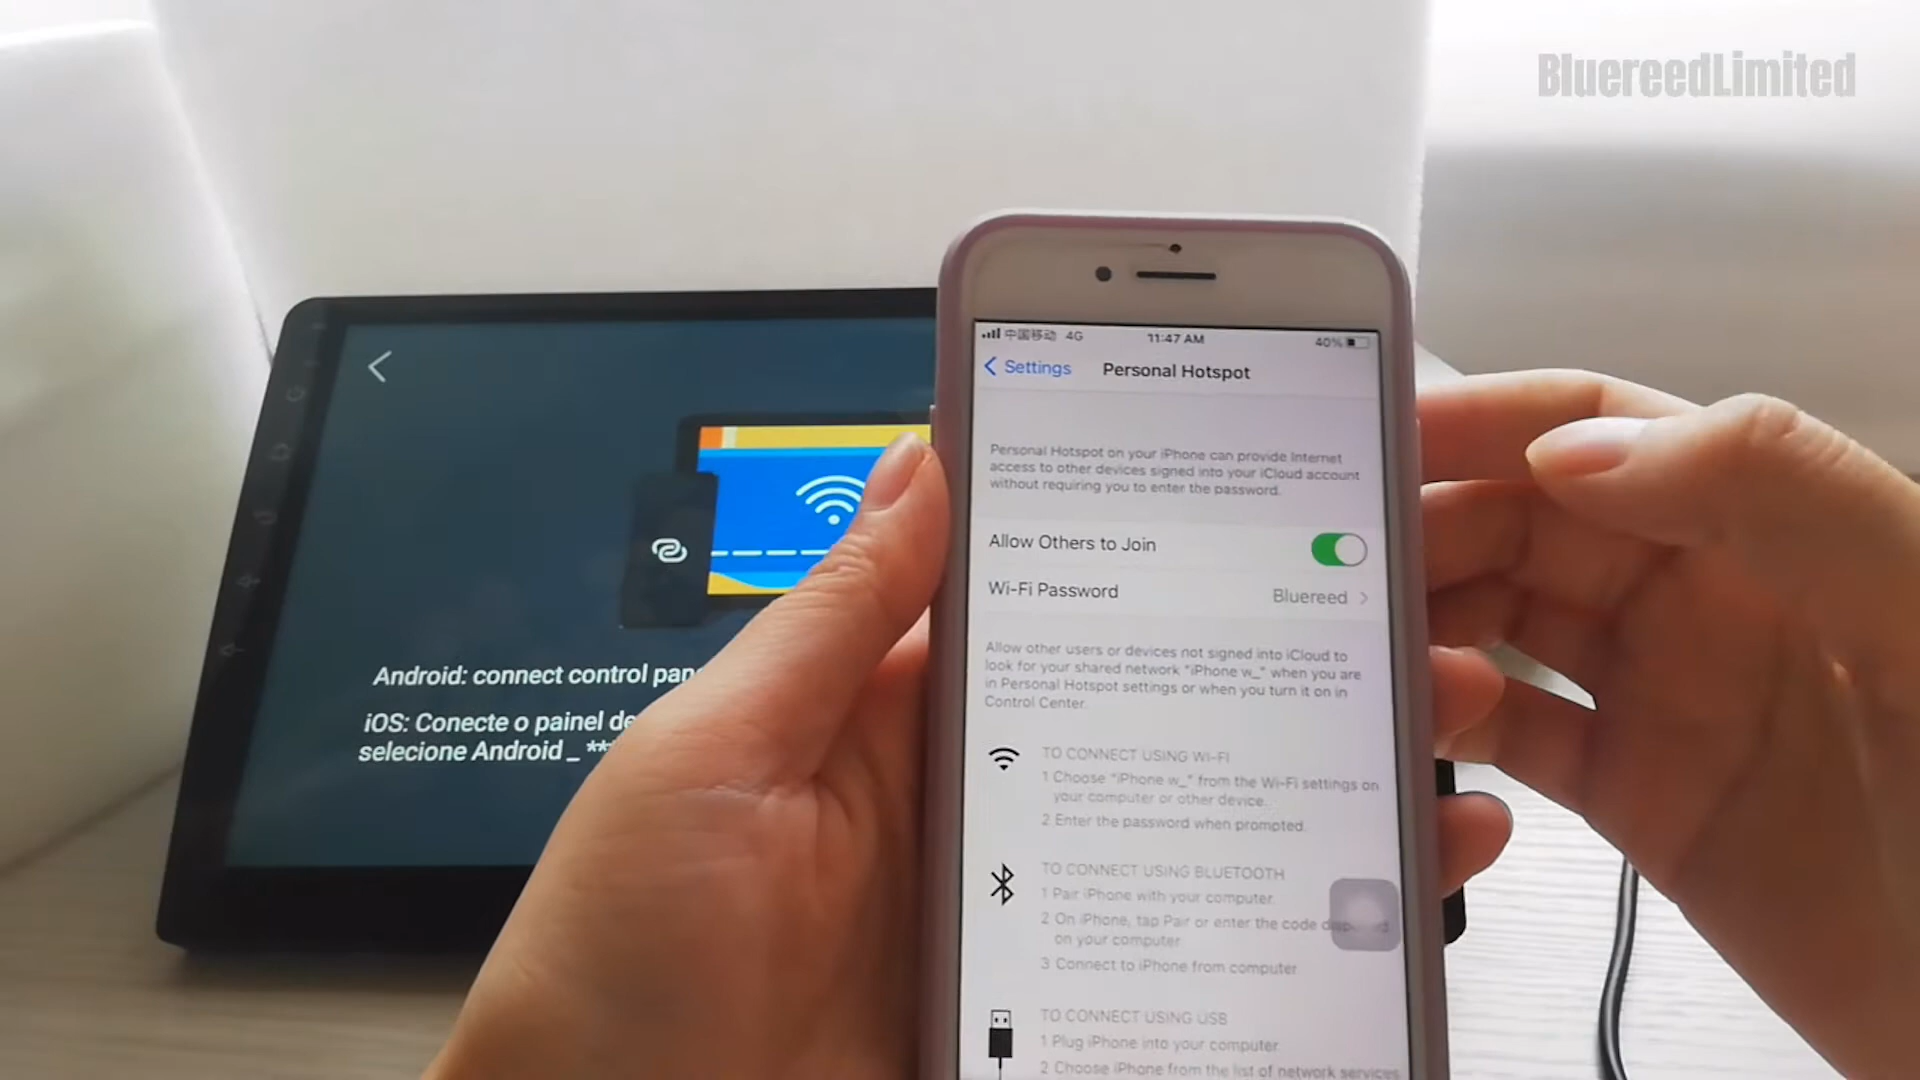 BluereedLimited
中国移动 4G
11:47 AM
40%
Settings
Personal Hotspot
Personal Hotspot on your iPhone can provide Internet
access to other devices signed into your iCloud account
without requiring you to enter the password.
Allow Others to Join
Wi-Fi Password
Bluereed
Allow other users or devices not signed into iCloud to
look for your shared network "iPhone w_" when you are
in Personal Hotspot settings or when you turn it on in
Control Center.
TO CONNECT USING WI-FI
1 Choose "iPhone w_" from the Wi-Fi settings on
your computer or other device.
2 Enter the password when prompted.
TO CONNECT USING BLUETOOTH
1 Pair iPhone with your computer.
2 On iPhone, tap Pair or enter the code
on your computer
3 Connect to iPhone from computer.
TO CONNECT USING USB
1 Plug iPhone into your computer.
2 Choose iPhone from the list of network services
Android: connect control
iOS: Conecte o painel
selecione Android_**